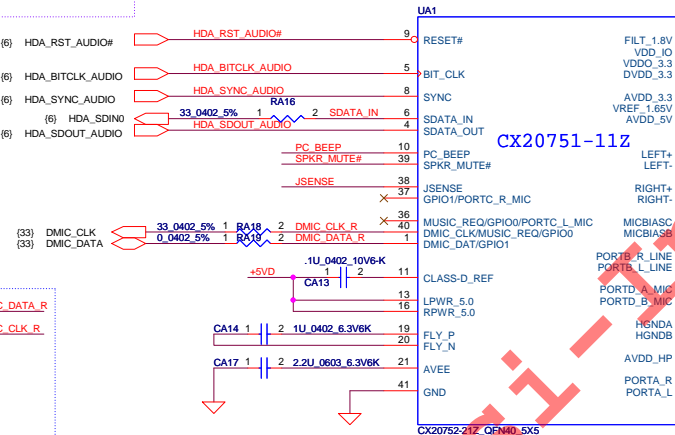 UA1
{6} HDA_RST_AUDIO# HDA_RST_AUDIO# 9 RESET# FILT_1.8V
VDD_IO
VDDO_3.3
{6} HDA_BITCLK_AUDIO HDA_BITCLK_AUDIO 5 BIT_CLK DVDD_3.3
{6} HDA_SYNC_AUDIO HDA_SYNC_AUDIO 8 SYNC AVDD_3.3
RA16 VREF_1.65V
{6} HDA_SDIN0 33_0402_5% 1 2 SDATA_IN 6 SDATA_IN AVDD_5V
{6} HDA_SDOUT_AUDIO HDA_SDOUT_AUDIO 4 SDATA_OUT
CX20751-11Z
PC_BEEP 10 PC_BEEP LEFT+
SPKR_MUTE# 39 SPKR_MUTE# LEFT-
JSENSE 38 JSENSE RIGHT+
37 GPIO1/PORTC_R_MIC RIGHT-
36 MUSIC_REQ/GPIO0/PORTC_L_MIC MICBIASC
{33} DMIC_CLK 33_0402_5% 1 RA18 2 DMIC_CLK_R 40 DMIC_CLK/MUSIC_REQ/GPIO0 MICBIASB
{33} DMIC_DATA 0_0402_5% 1 RA19 2 DMIC_DATA_R 1 DMIC_DAT/GPIO1
PORTB_R_LINE
.1U_0402_10V6-K PORTB_L_LINE
+5VD 1 2 11 CLASS-D_REF
CA13
PORTD_A_MIC
13 LPWR_5.0 PORTD_B_MIC
C_DATA_R 16 RPWR_5.0
HGNDA
C_CLK_R CA14 1 2 1U_0402_6.3V6K 19 FLY_P HGNDB
20 FLY_N
AVDD_HP
CA17 1 2 2.2U_0603_6.3V6K 21 AVEE
PORTA_R
41 GND PORTA_L
CX20752-21Z_QFN40_5X5